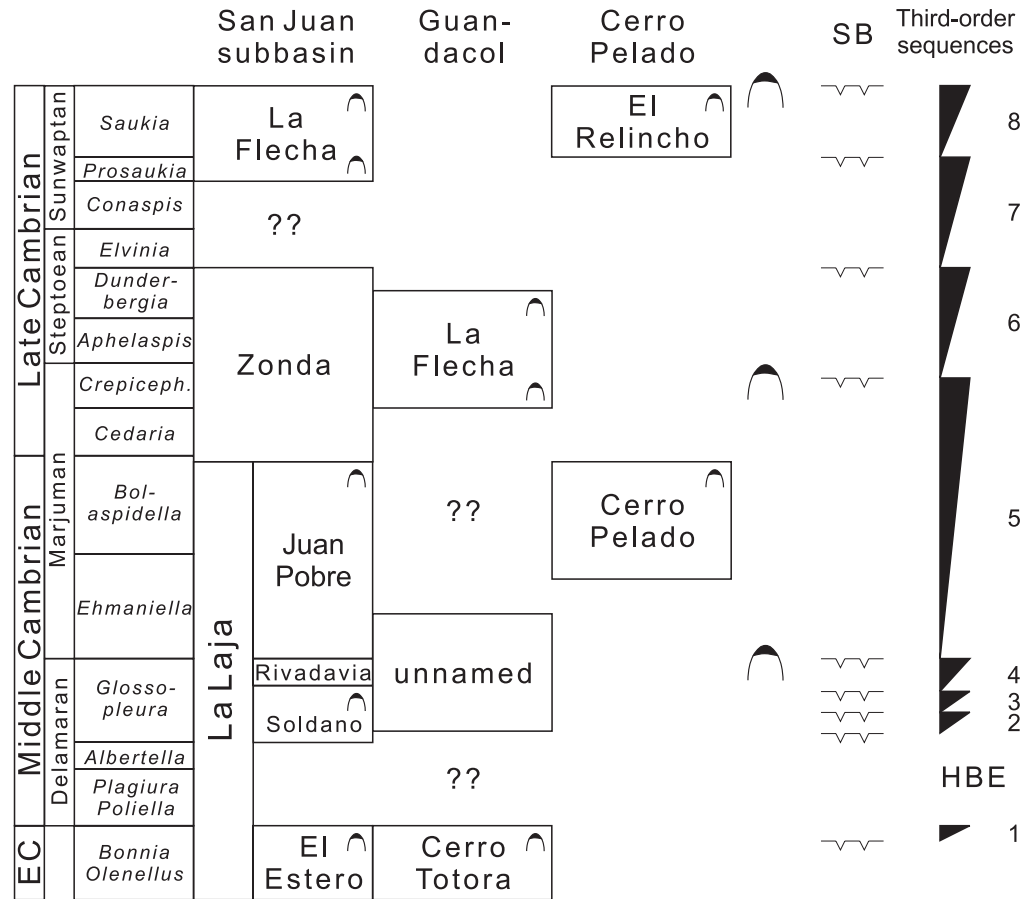 San Juan
subbasin
Guan-
dacol
Cerro
Pelado
SB
Third-order
sequences
Late Cambrian
Middle Cambrian
EC
Sunwaptan
Steptoean
Marjuman
Delamaran
Saukia
Prosaukia
Conaspis
Elvinia
Dunder-
bergia
Aphelaspis
Crepiceph.
Cedaria
Bol-
aspidella
Ehmaniella
Glosso-
pleura
Albertella
Plagiura
Poliella
Bonnia
Olenellus
La
Flecha
??
Zonda
La Laja
Juan
Pobre
Rivadavia
Soldano
El
Estero
La
Flecha
??
unnamed
??
Cerro
Totora
El
Relincho
Cerro
Pelado
8
7
6
5
4
3
2
HBE
1